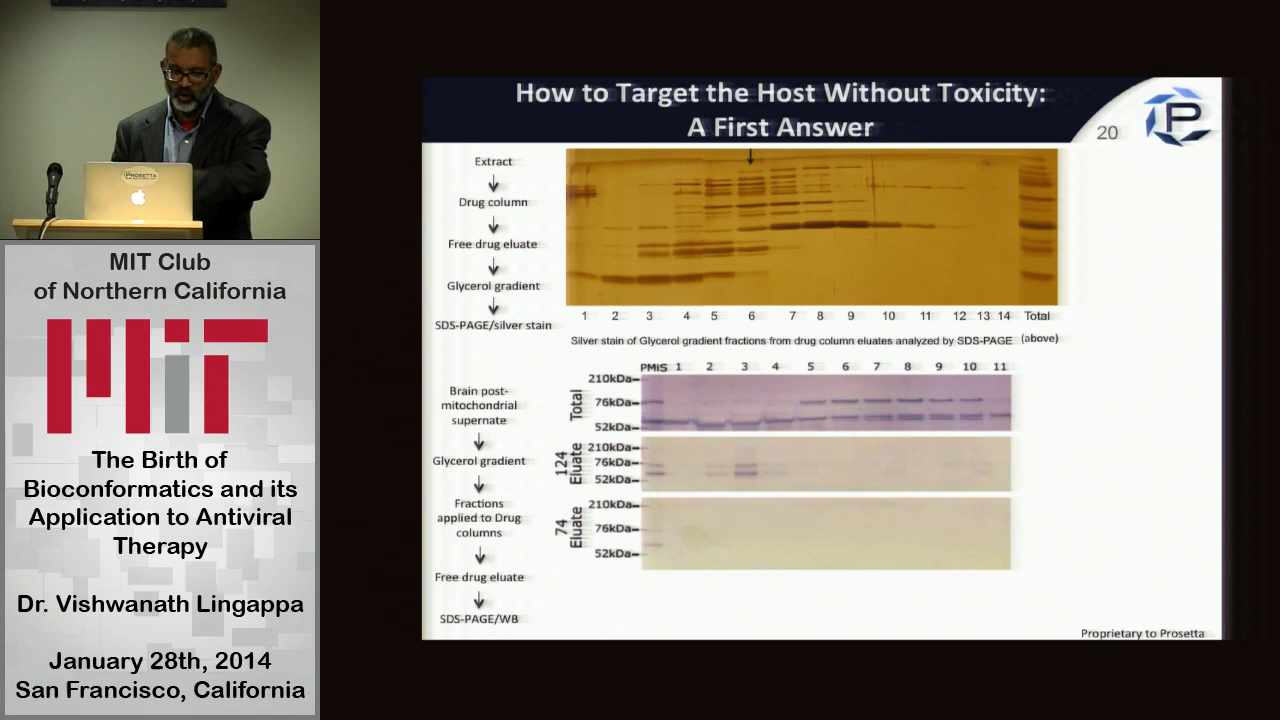 PROSETTA
MIT Club
of Northern California
MIT
The Birth of
Bioconformatics and its
Application to Antiviral
Therapy
Dr. Vishwanath Lingappa
January 28th, 2014
San Francisco, California
How to Target the Host Without Toxicity:
A First Answer
20
P
Extract
Drug column
Free drug eluate
Glycerol gradient
SDS-PAGE/silver stain
1 2 3 4 5 6 7 8 9 10 11 12 13 14 Total
(above)
Silver stain of Glycerol gradient fractions from drug column eluates analyzed by SDS-PAGE
Brain post-
mitochondrial
supernate
Glycerol gradient
Fractions
applied to Drug
columns
Free drug eluate
SDS-PAGE/WB
PMiS 1 2 3 4 5 6 7 8 9 10 11
Total
210kDa
76kDa
52kDa
124
Eluate
210kDa
76kDa
52kDa
74
Eluate
210kDa
76kDa
52kDa
Proprietary to Prosetta